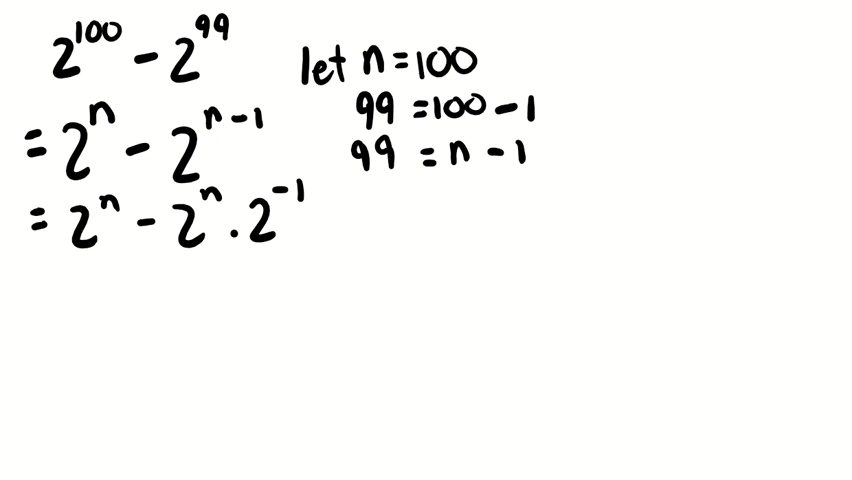 2^100 - 2^99
let n = 100
99 = 100 - 1
= 2^n - 2^n-1
99 = n - 1
= 2^n - 2^n . 2^-1